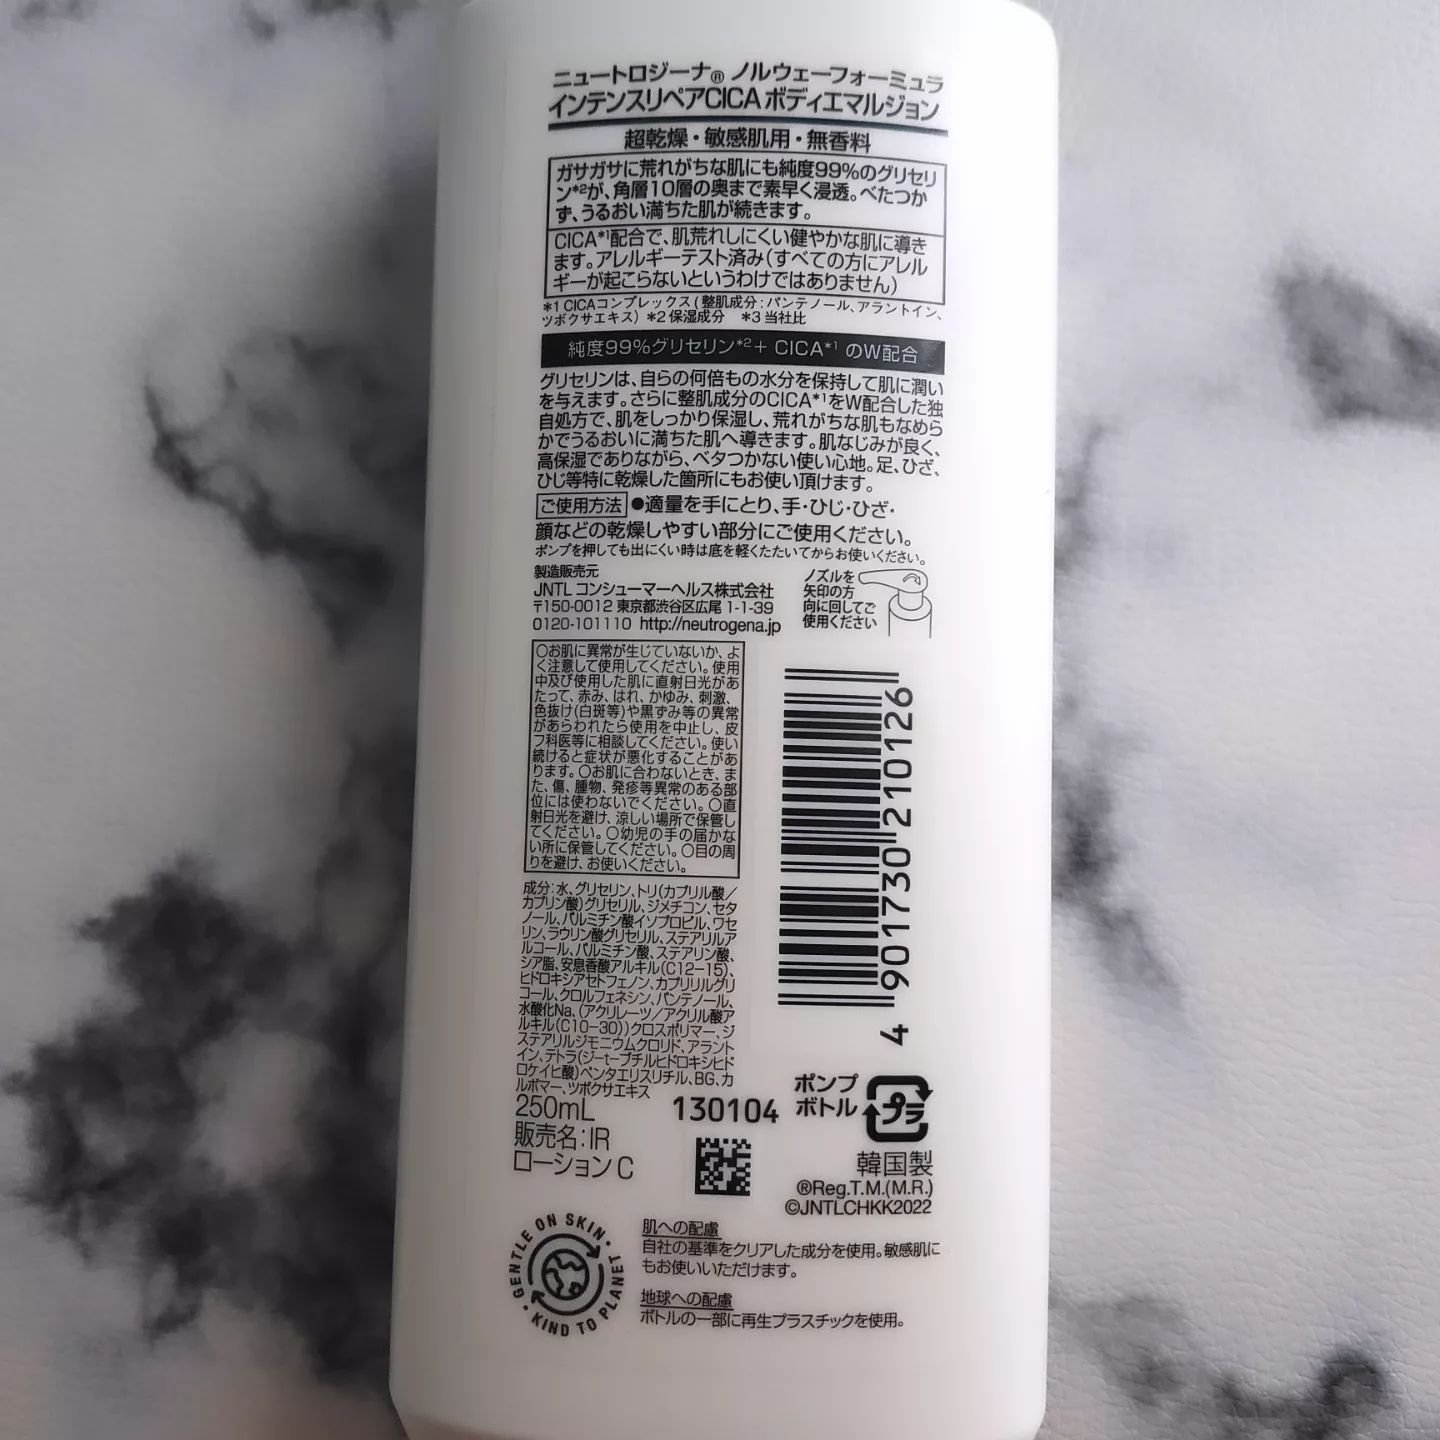 ニュートロジーナ® ノルウェーフォーミュラ
インテンスリペアCICA ボディエマルジョン
超乾燥・敏感肌用・無香料
ガサガサに荒れがちな肌にも純度99%のグリセリ
ン*2が、角層10層の奥まで素早く浸透。べたつか
ず、うるおい満ちた肌が続きます。
CICA*1配合で、肌荒れしにくい健やかな肌に導き
ます。アレルギーテスト済み(すべての方にアレル
ギーが起こらないというわけではありません)
*1 CICAコンプレックス(整肌成分:パンテノール、アラントイン、
ツボクサエキス) *2 保湿成分 *3 当社比
純度99%グリセリン*2+ CICA*1 のW配合
グリセリンは、自らの何倍もの水分を保持して肌に潤い
を与えます。さらに整肌成分のCICA*1をW配合した独
自処方で、肌をしっかり保湿し、荒れがちな肌もなめら
かでうるおいに満ちた肌へ導きます。肌なじみが良く、
高保湿でありながら、ベタつかない使い心地。足、ひざ、
ひじ等特に乾燥した箇所にもお使い頂けます。
ご使用方法 ●適量を手にとり、手・ひじ・ひざ・
顔などの乾燥しやすい部分にご使用ください。
ポンプを押しても出にくい時は底を軽くたたいてからお使いください。
製造販売元
JNTL コンシューマーヘルス株式会社
〒150-0012 東京都渋谷区広尾 1-1-39
0120-101110 http://neutrogena.jp
ノズルを
矢印の方
向に回してご
使用ください
○お肌に異常が生じていないか、よ
く注意して使用してください。使用
中及び使用した肌に直射日光があ
たって、赤み、はれ、かゆみ、刺激、
色抜け(白斑等)や黒ずみ等の異常
があらわれたら使用を中止し、皮
フ科医等に相談してください。使い
続けると症状が悪化することがあ
ります。○お肌に合わないとき、ま
た、傷、腫物、発疹等異常のある部
位には使わないでください。○直
射日光を避け、涼しい場所で保管し
てください。○幼児の手の届かな
い所に保管してください。○目の周
りを避け、お使いください。
4 901730 210126
成分:水、グリセリン、トリ(カプリル酸/
カプリン酸)グリセリル、ジメチコン、セタ
ノール、パルミチン酸イソプロピル、ワセ
リン、ラウリン酸グリセリル、ステアリルア
ルコール、パルミチン酸、ステアリン酸、
シア脂、安息香酸アルキル(C12-15)、
ヒドロキシアセトフェノン、カプリリルグリ
コール、クロルフェネシン、パンテノール、
水酸化Na、(アクリレーツ/アクリル酸ア
ルキル(C10-30))クロスポリマー、ジ
ステアリルジモニウムクロリド、アラント
イン、テトラ(ジーtーブチルヒドロキシヒド
ロケイヒ酸)ペンタエリスリチル、BG、カ
ルボマー、ツボクサエキス
250mL
販売名:IR
ローション C
130104
ポンプ
ボトル
プラ
韓国製
®Reg.T.M.(M.R.)
©JNTLCHKK2022
GENTLE ON SKIN・
KIND TO PLANET・
肌への配慮
自社の基準をクリアした成分を使用。敏感肌に
もお使いいただけます。
地球への配慮
ボトルの一部に再生プラスチックを使用。